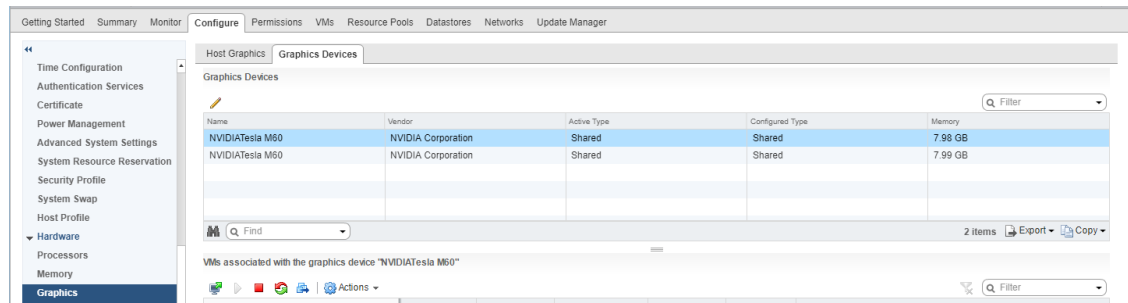 Getting Started Summary Monitor Configure Permissions VMs Resource Pools Datastores Networks Update Manager
Time Configuration
Authentication Services
Certificate
Power Management
Advanced System Settings
System Resource Reservation
Security Profile
System Swap
Host Profile
Hardware
Processors
Memory
Graphics
Host Graphics Graphics Devices
Graphics Devices
Filter
Name Vendor Active Type Configured Type Memory
NVIDIATesla M60 NVIDIA Corporation Shared Shared 7.98 GB
NVIDIATesla M60 NVIDIA Corporation Shared Shared 7.99 GB
Find 2 items Export Copy
VMs associated with the graphics device "NVIDIATesla M60"
Actions Filter